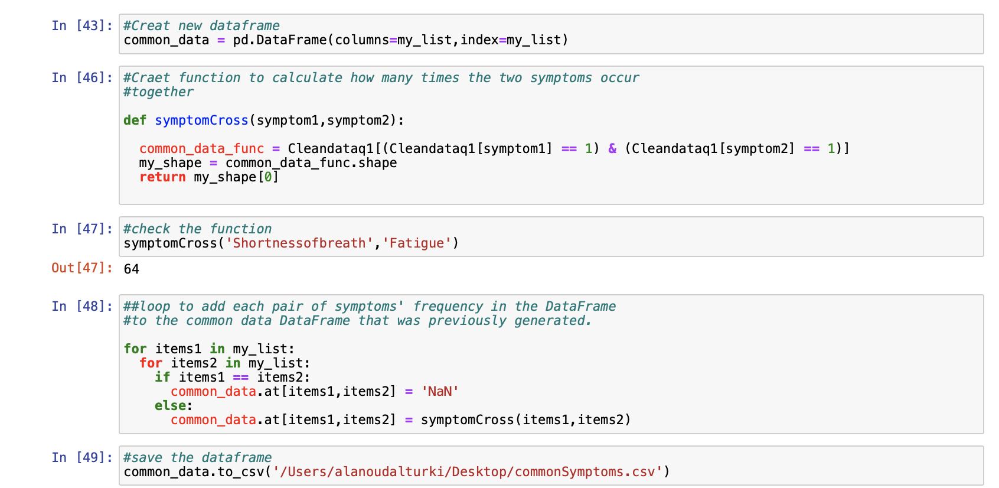 In [43]: #Creat new dataframe
common_data = pd.DataFrame(columns=my_list,index=my_list)
In [46]: #Craet function to calculate how many times the two symptoms occur
#together
def symptomCross(symptom1,symptom2):
common_data_func = Cleandataq1[(Cleandataq1[symptom1] == 1) & (Cleandataq1[symptom2] == 1)]
my_shape = common_data_func.shape
return my_shape[0]
In [47]: #check the function
symptomCross('Shortnessofbreath','Fatigue')
Out[47]: 64
In [48]: ##loop to add each pair of symptoms' frequency in the DataFrame
#to the common data DataFrame that was previously generated.
for items1 in my_list:
for items2 in my_list:
if items1 == items2:
common_data.at[items1,items2] = 'NaN'
else:
common_data.at[items1,items2] = symptomCross(items1,items2)
In [49]: #save the dataframe
common_data.to_csv('/Users/alanoudalturki/Desktop/commonSymptoms.csv')